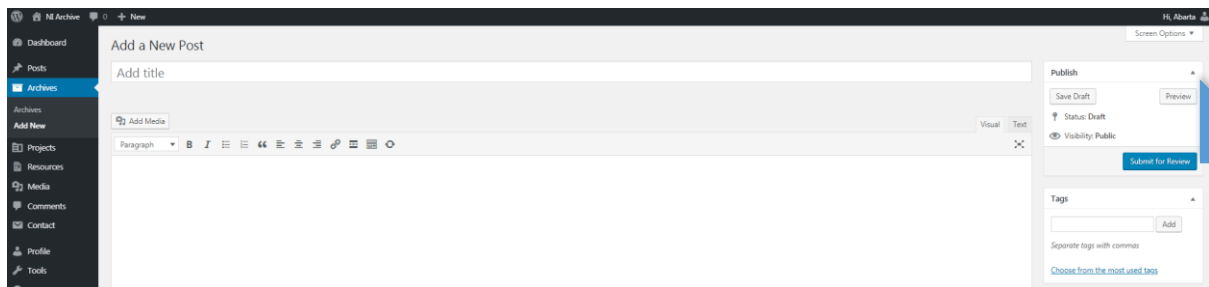 NI Archive 0 + New Hi, Abarta
Screen Options ▼
Dashboard
Posts
Archives
Archives
Add New
Projects
Resources
Media
Comments
Contact
Profile
Tools
Add a New Post
Add title
Add Media
Visual Text
Paragraph B I
Publish
Save Draft Preview
Status: Draft
Visibility: Public
Submit for Review
Tags
Add
Separate tags with commas
Choose from the most used tags